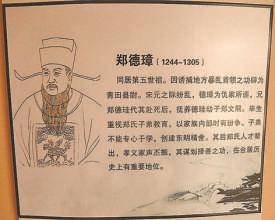 郑德璋（1244~1305）
同居第五世祖。因诱捕地方暴乱首领之功辟为
青田县尉。宋元之际纷乱，德璋为仇家所诬，兄
郑德珪代其赴死后，抚养德珪幼子郑文嗣。毕生
重视郑氏子弟教育，以家族内部时有纷争、子弟
不能专心于学，创建东明精舍。其后郑氏人才辈
出，孝义家声丕振，其谋划择善之功，在合居历
史上有重要地位。